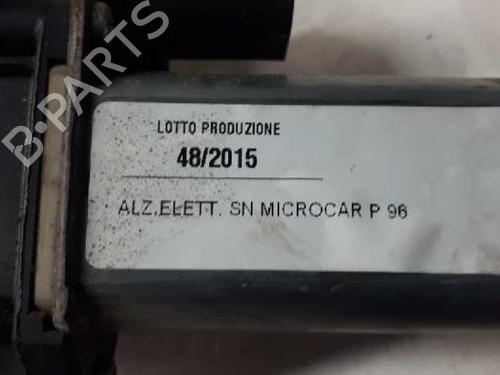 B-PARTS
LOTTO PRODUZIONE
48/2015
ALZ.ELETT. SN MICROCAR P 96